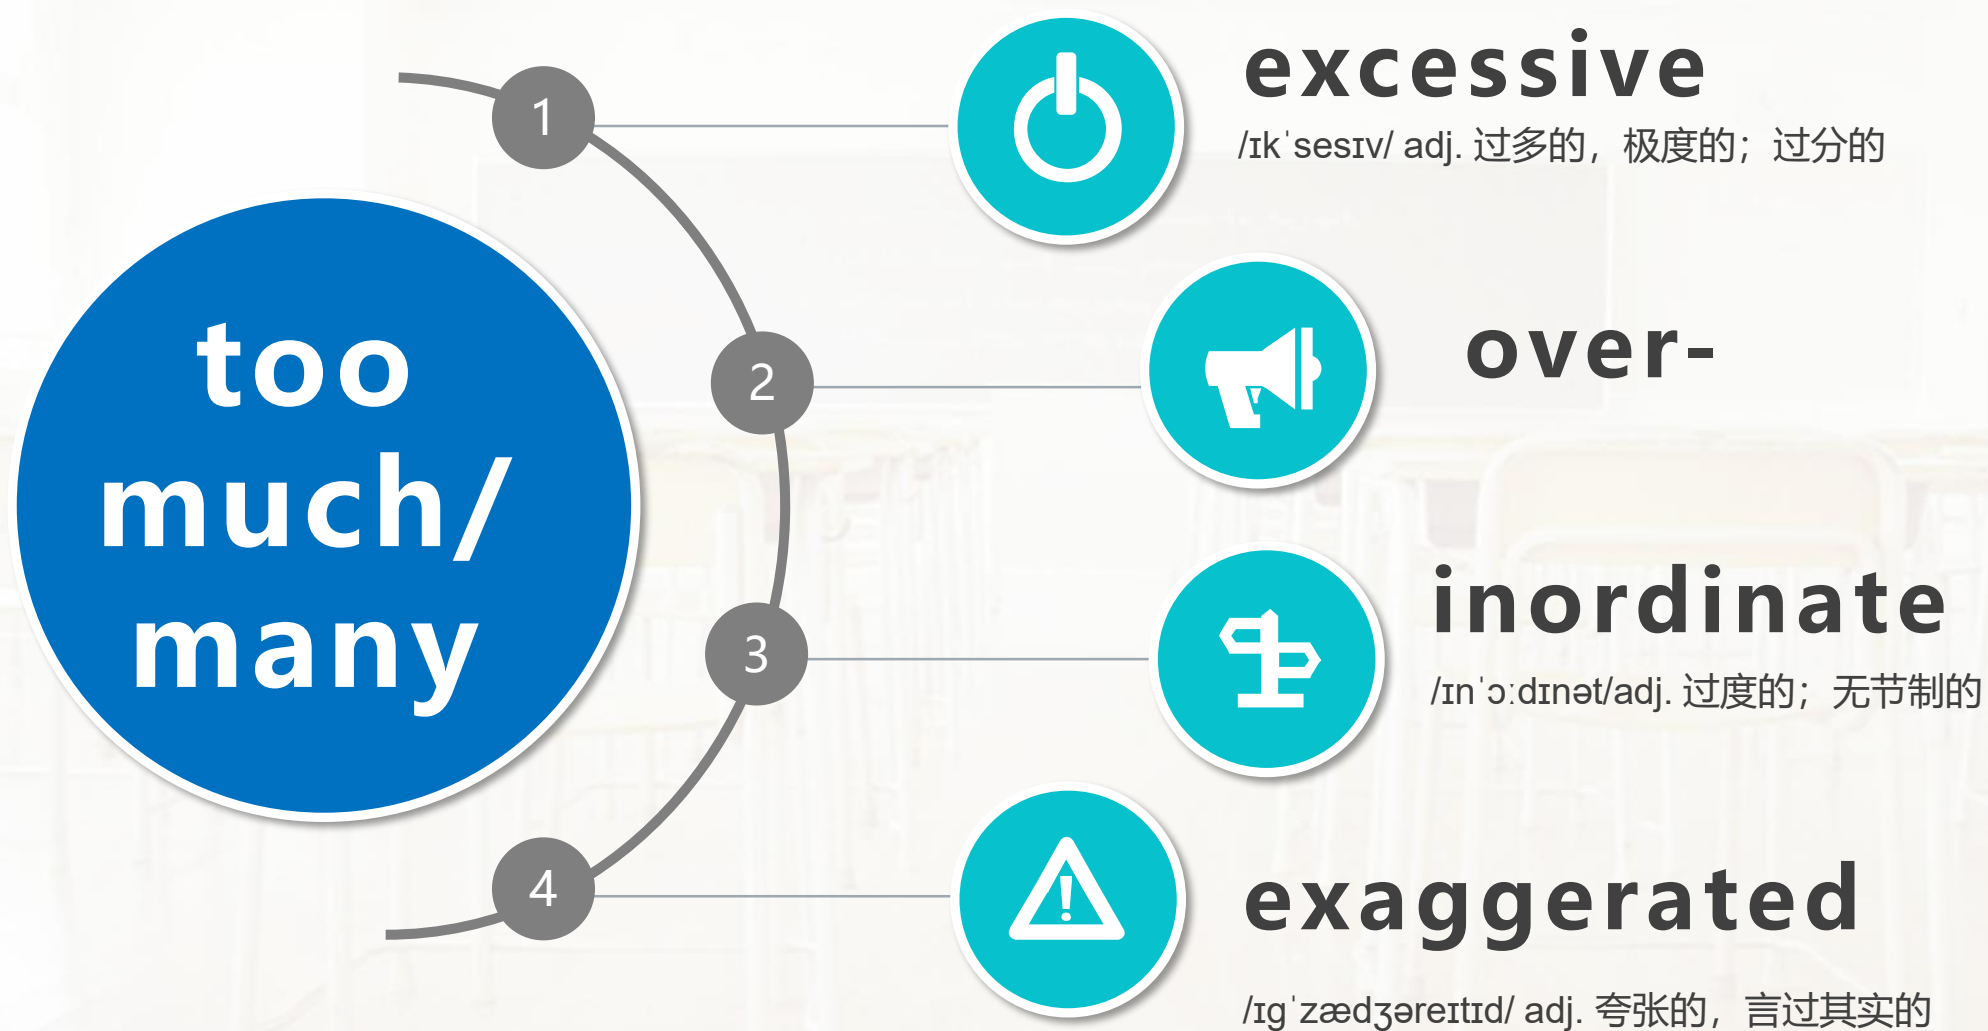 too
much/
many
1
excessive
/ɪkˈsesɪv/ adj. 过多的，极度的；过分的
2
over-
3
inordinate
/ɪnˈɔːdɪnət/adj. 过度的；无节制的
4
exaggerated
/ɪɡˈzædʒəreɪtɪd/ adj. 夸张的，言过其实的